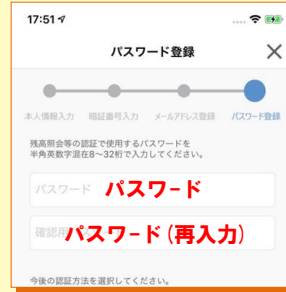 17:51
パスワード登録
本人情報入力 暗証番号入力 メールアドレス登録 パスワード登録
残高照会等の認証で使用するパスワードを
半角英数字混在8～32桁で入力してください。
パスワード パスワード
確認用 パスワード(再入力)
今後の認証方法を選択してください。